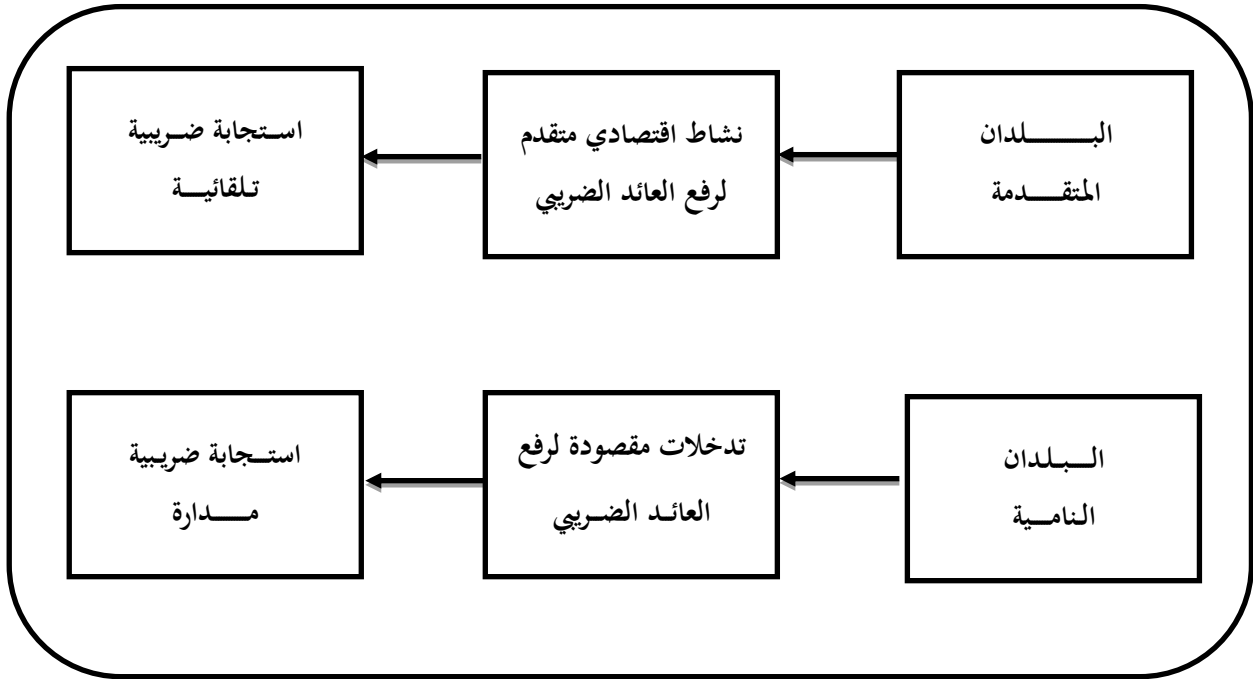 البلدان
المتقدمة
نشاط اقتصادي متقدم
لرفع العائد الضريبي
استجابة ضريبية
تلقائية
البلدان
النامية
تدخلات مقصودة لرفع
العائد الضريبي
استجابة ضريبية
مدارة